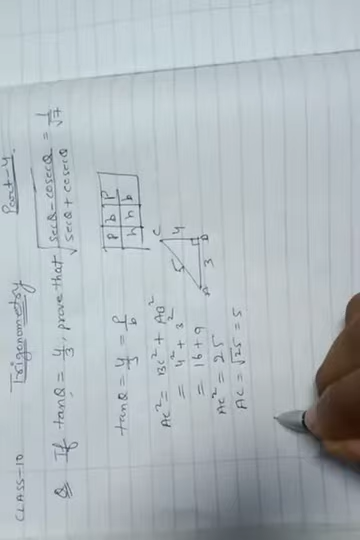 CLASS-10 Trigonometry Part-4
Q If tanθ = 4/3, prove that √(secθ - cosecθ / secθ + cosecθ) = 1/√7
tanθ = 4/3 = P/b
P b P
h h b
AC² = BC² + AB²
= 4² + 3²
= 16 + 9
AC² = 25
AC = √25 = 5
C
5 4
A 3 B